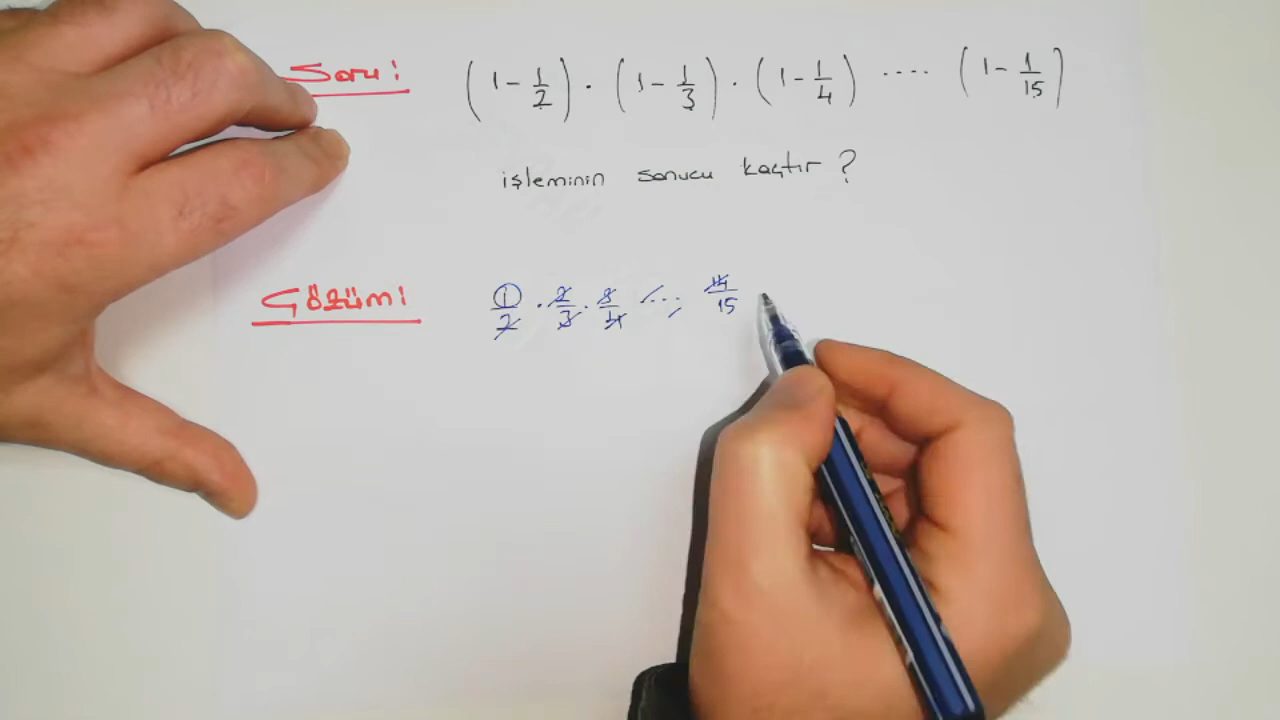 Soru: (1 - 1/2) · (1 - 1/3) · (1 - 1/4) .... (1 - 1/15)
işleminin sonucu kaçtır ?
Çözüm: 1/2 · 2/3 · 3/4 .... 14/15